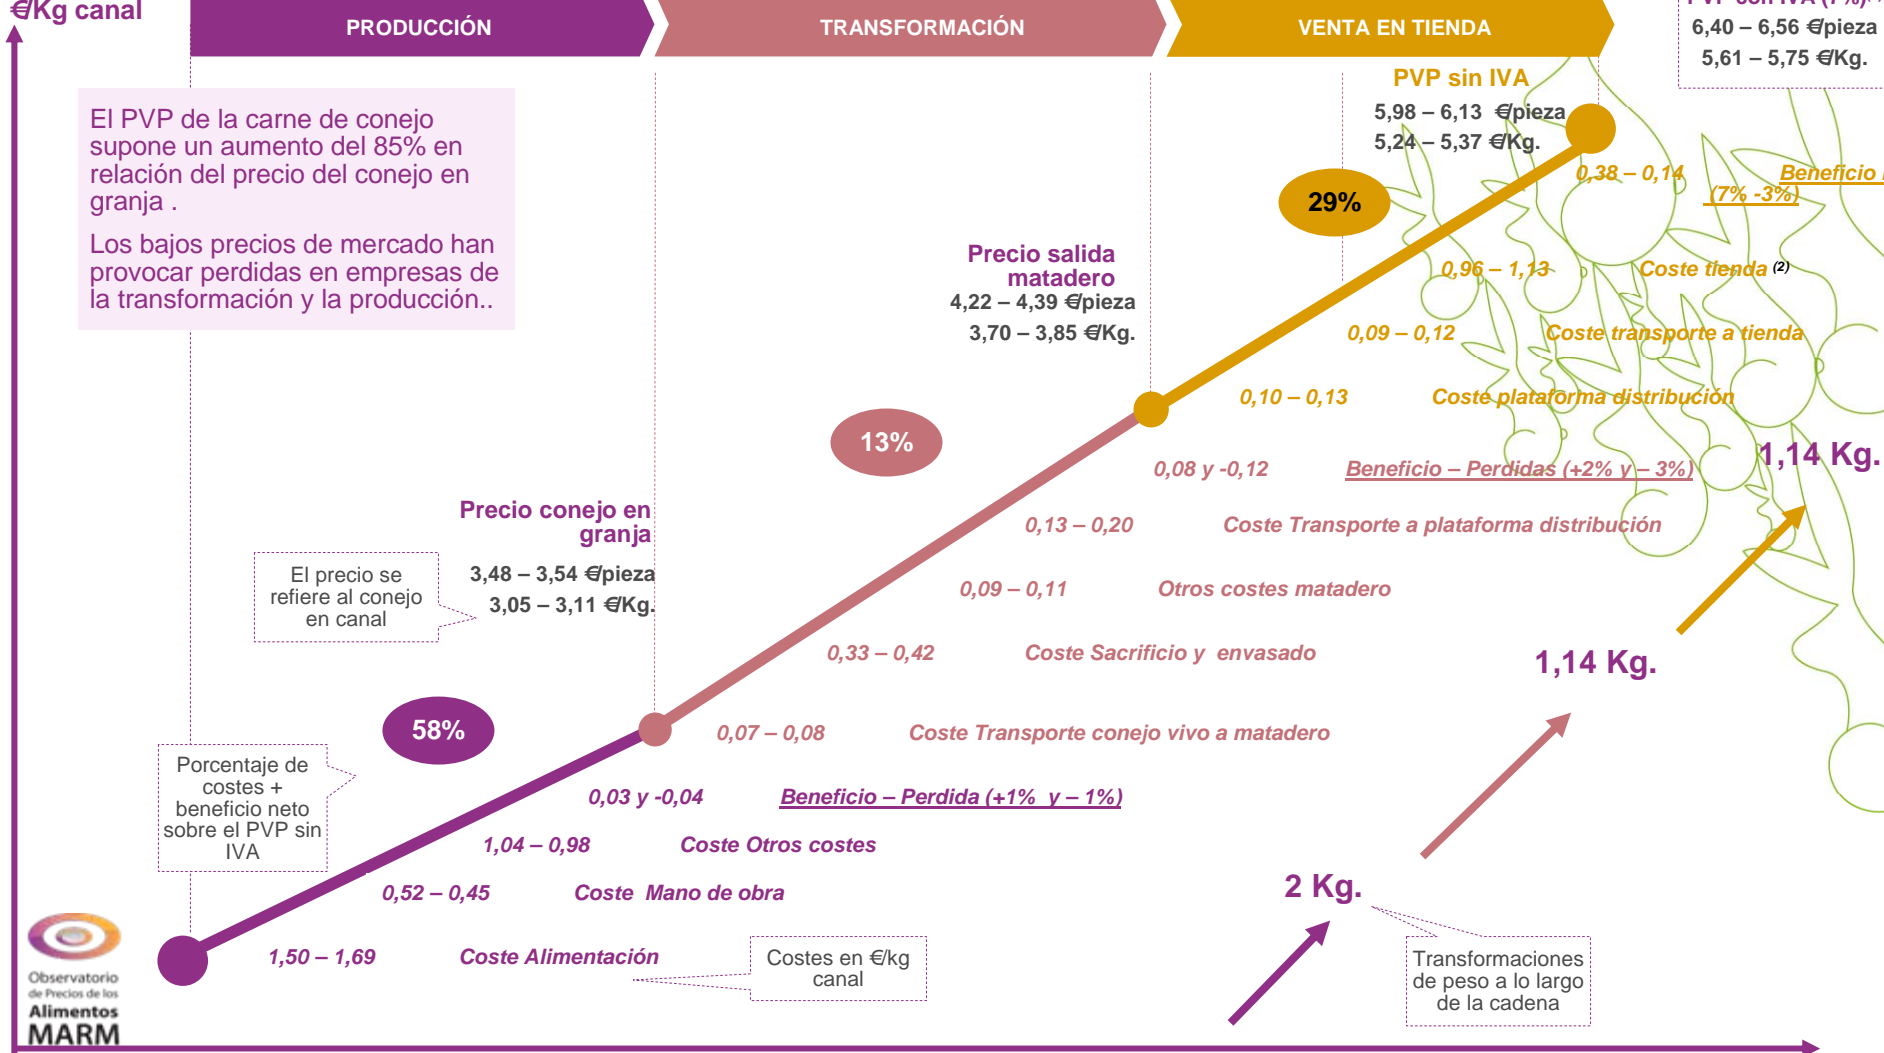 €/Kg canal
PRODUCCIÓN
TRANSFORMACIÓN
VENTA EN TIENDA
PVP con IVA (7%)
6,40 – 6,56 €/pieza
5,61 – 5,75 €/Kg.
PVP sin IVA
5,98 – 6,13 €/pieza
5,24 – 5,37 €/Kg.
El PVP de la carne de conejo
supone un aumento del 85% en
relación del precio del conejo en
granja .
Los bajos precios de mercado han
provocar perdidas en empresas de
la transformación y la producción..
0,38 – 0,14 Beneficio
(7% -3%)
29%
Precio salida
matadero
4,22 – 4,39 €/pieza
3,70 – 3,85 €/Kg.
0,96 – 1,13 Coste tienda (2)
0,09 – 0,12 Coste transporte a tienda
0,10 – 0,13 Coste plataforma distribución
13%
1,14 Kg.
0,08 y -0,12 Beneficio – Perdidas (+2% y – 3%)
Precio conejo en
granja
3,48 – 3,54 €/pieza
3,05 – 3,11 €/Kg.
0,13 – 0,20 Coste Transporte a plataforma distribución
El precio se
refiere al conejo
en canal
0,09 – 0,11 Otros costes matadero
0,33 – 0,42 Coste Sacrificio y envasado
1,14 Kg.
58%
0,07 – 0,08 Coste Transporte conejo vivo a matadero
Porcentaje de
costes +
beneficio neto
sobre el PVP sin
IVA
0,03 y -0,04 Beneficio – Perdida (+1% y – 1%)
1,04 – 0,98 Coste Otros costes
0,52 – 0,45 Coste Mano de obra
2 Kg.
1,50 – 1,69 Coste Alimentación
Costes en €/kg
canal
Transformaciones
de peso a lo largo
de la cadena
Observatorio
de Precios de los
Alimentos
MARM